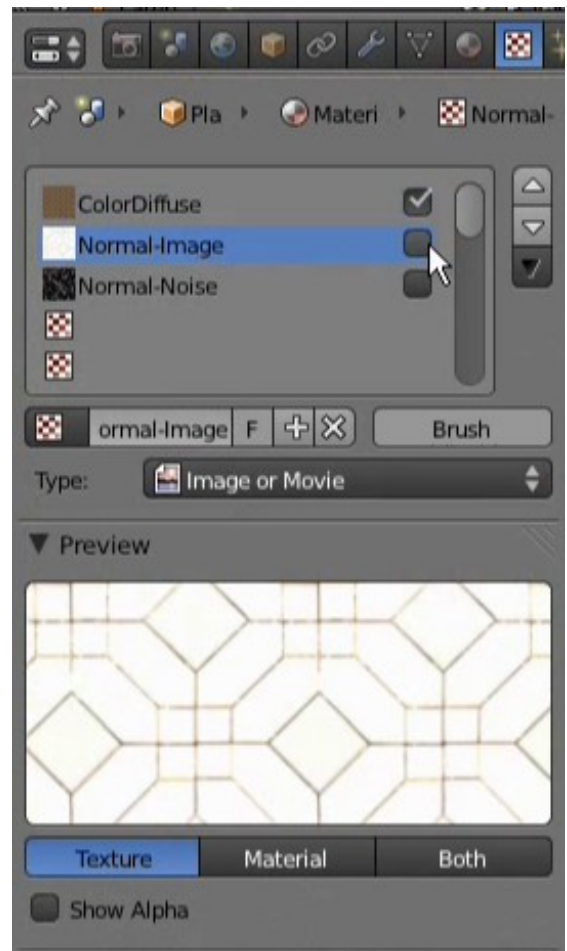 Pla Materi Normal-
ColorDiffuse
Normal-Image
Normal-Noise
ormal-Image F Brush
Type: Image or Movie
Preview
Texture Material Both
Show Alpha